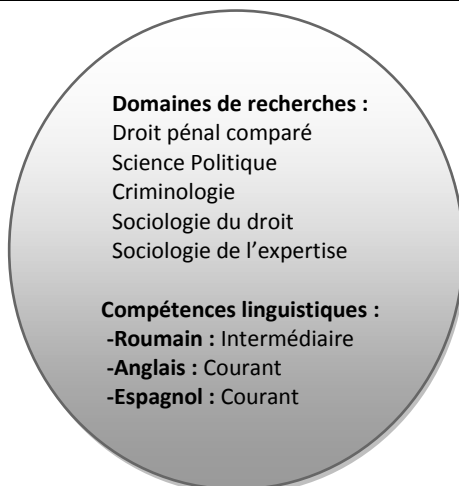 Domaines de recherches :
Droit pénal comparé
Science Politique
Criminologie
Sociologie du droit
Sociologie de l’expertise
Compétences linguistiques :
-Roumain : Intermédiaire
-Anglais : Courant
-Espagnol : Courant